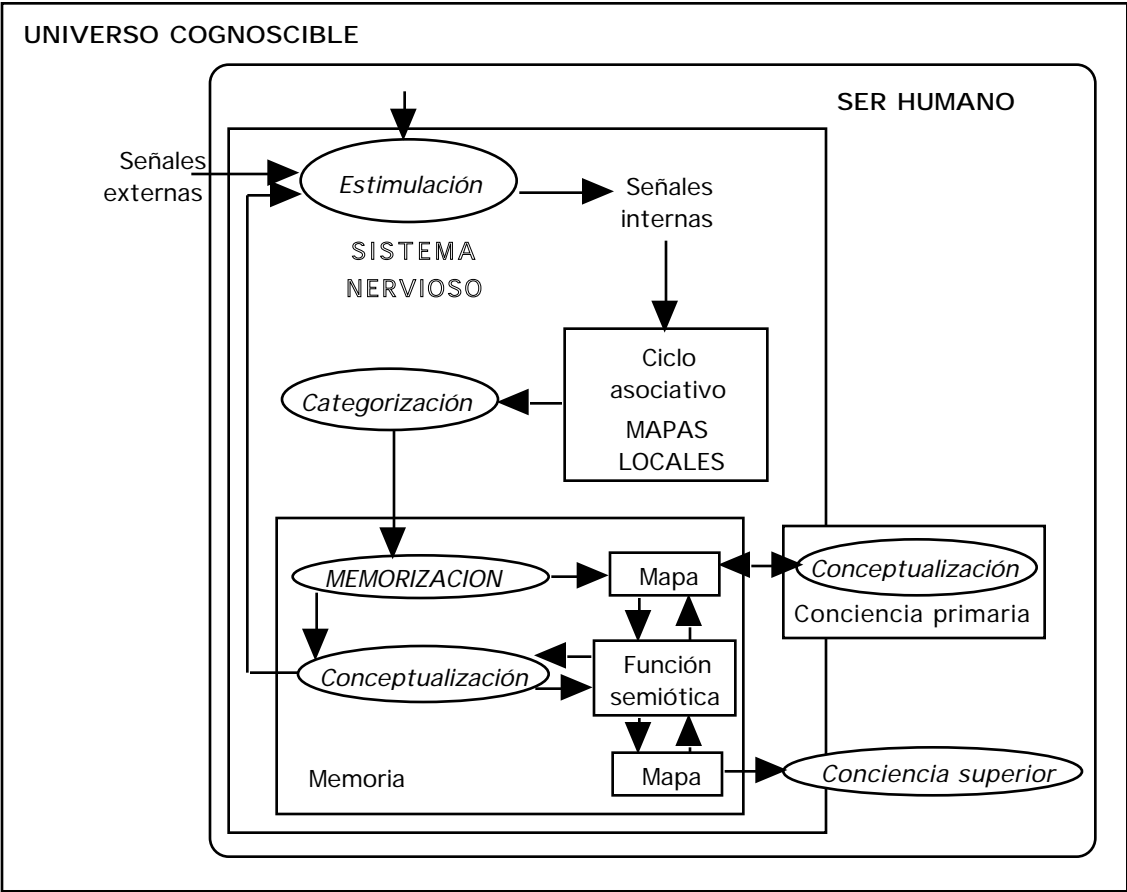 UNIVERSO COGNOSCIBLE
SER HUMANO
Señales
externas
Estimulación
Señales
internas
SISTEMA
NERVIOSO
Ciclo
asociativo
MAPAS
LOCALES
Categorización
MEMORIZACION
Mapa
Conceptualización
Conciencia primaria
Conceptualización
Función
semiótica
Memoria
Mapa
Conciencia superior